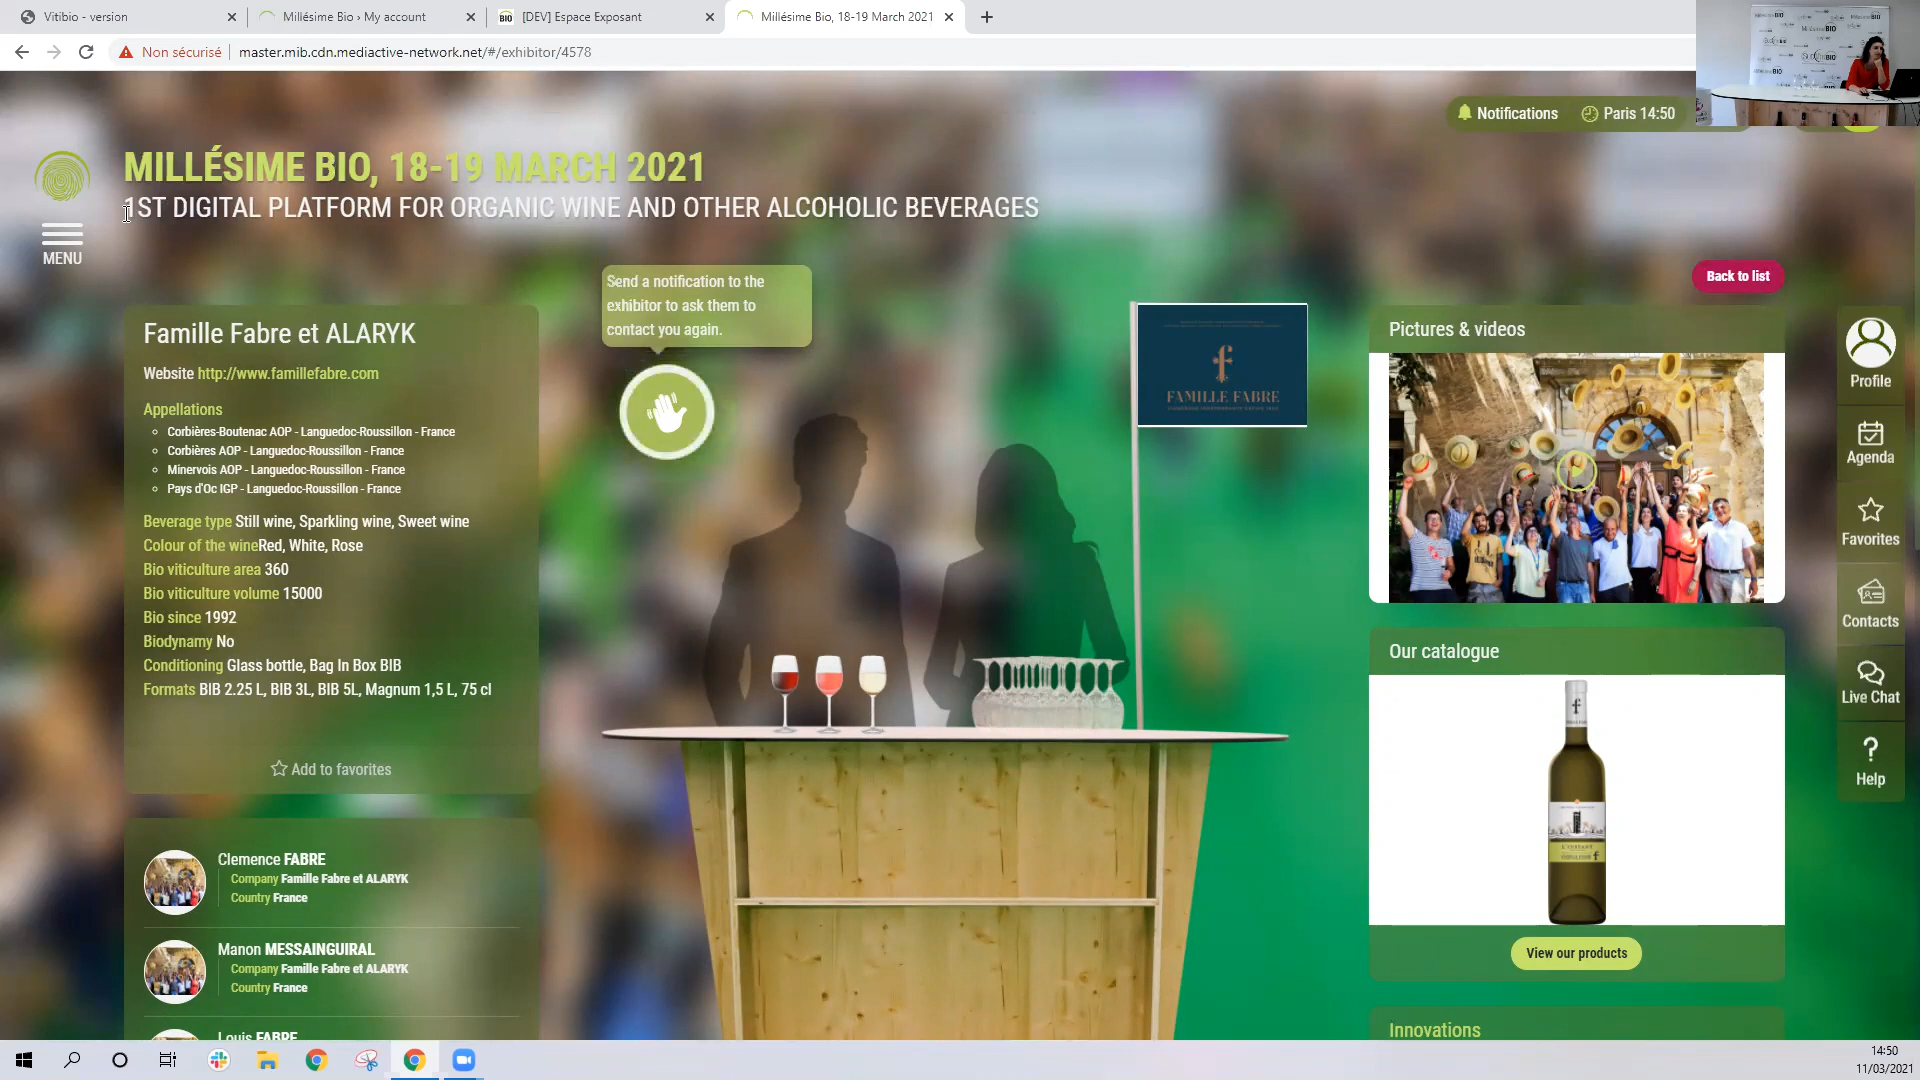 Vitibio - version
Millésime Bio › My account
BIO
[DEV] Espace Exposant
Millésime Bio, 18-19 March 2021
Non sécurisé
master.mib.cdn.mediactive-network.net/#/exhibitor/4578
Notifications
Paris 14:50
MILLÉSIME BIO, 18-19 MARCH 2021
1ST DIGITAL PLATFORM FOR ORGANIC WINE AND OTHER ALCOHOLIC BEVERAGES
MENU
Back to list
Famille Fabre et ALARYK
Website http://www.famillefabre.com
Appellations
Corbières-Boutenac AOP - Languedoc-Roussillon - France
Corbières AOP - Languedoc-Roussillon - France
Minervois AOP - Languedoc-Roussillon - France
Pays d'Oc IGP - Languedoc-Roussillon - France
Beverage type Still wine, Sparkling wine, Sweet wine
Colour of the wineRed, White, Rose
Bio viticulture area 360
Bio viticulture volume 15000
Bio since 1992
Biodynamy No
Conditioning Glass bottle, Bag In Box BIB
Formats BIB 2.25 L, BIB 3L, BIB 5L, Magnum 1,5 L, 75 cl
Add to favorites
Clemence FABRE
Company Famille Fabre et ALARYK
Country France
Manon MESSAINGUIRAL
Company Famille Fabre et ALARYK
Country France
Louis FABRE
Send a notification to the
exhibitor to ask them to
contact you again.
f
FAMILLE FABRE
Pictures & videos
Our catalogue
View our products
Innovations
Profile
Agenda
Favorites
Contacts
Live Chat
Help
14:50
11/03/2021